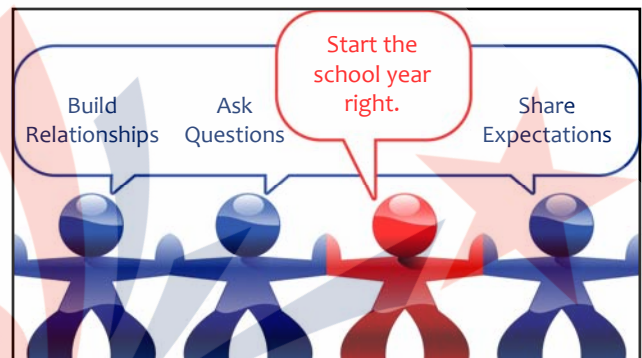 Build
Relationships
Ask
Questions
Start the
school year
right.
Share
Expectations